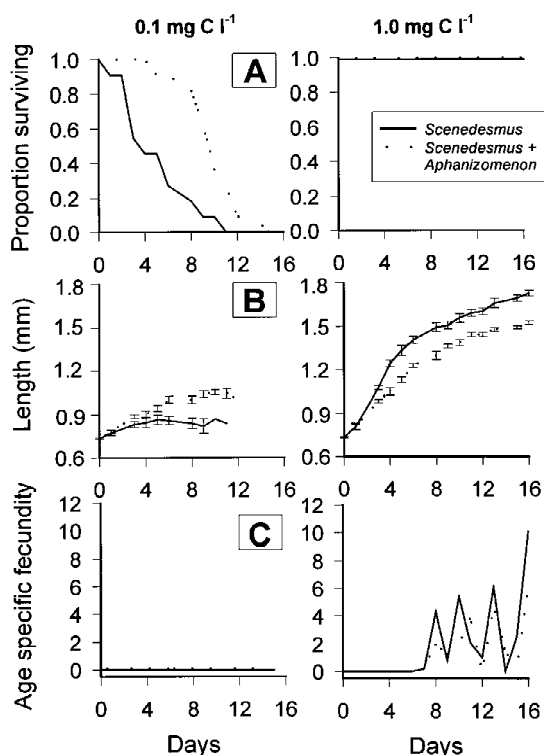 0.1 mg C l⁻¹
1.0 mg C l⁻¹
Proportion surviving
1.0
0.8
0.6
0.4
0.2
0.0
0 4 8 12 16
A
1.0
0.8
0.6
0.4
0.2
0.0
0 4 8 12 16
Scenedesmus
Scenedesmus +
Aphanizomenon
Length (mm)
1.8
1.5
1.2
0.9
0.6
0 4 8 12 16
B
1.8
1.5
1.2
0.9
0.6
0 4 8 12 16
Age specific fecundity
12
10
8
6
4
2
0
0 4 8 12 16
Days
C
12
10
8
6
4
2
0
0 4 8 12 16
Days